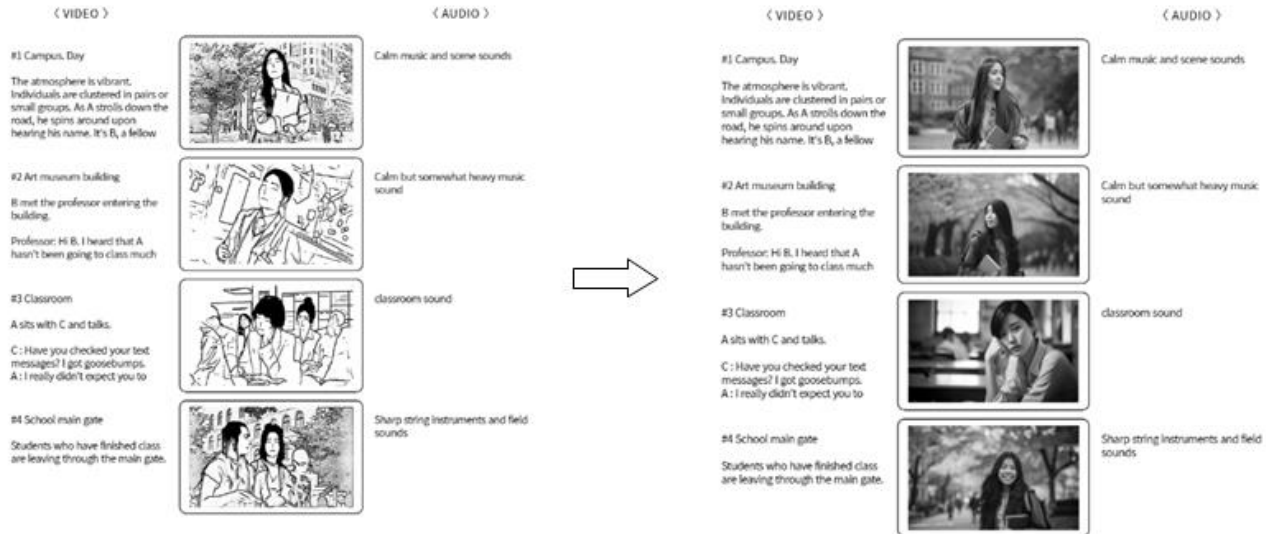 〈 VIDEO 〉
〈 AUDIO 〉
#1 Campus. Day
The atmosphere is vibrant.
Individuals are clustered in pairs or
small groups. As A strolls down the
road, he spins around upon
hearing his name. It's B, a fellow
Calm music and scene sounds
#2 Art museum building
B met the professor entering the
building.
Professor: Hi B. I heard that A
hasn't been going to class much
Calm but somewhat heavy music
sound
#3 Classroom
A sits with C and talks.
C : Have you checked your text
messages? I got goosebumps.
A : I really didn't expect you to
classroom sound
#4 School main gate
Students who have finished class
are leaving through the main gate.
Sharp string instruments and field
sounds
〈 VIDEO 〉
〈 AUDIO 〉
#1 Campus. Day
The atmosphere is vibrant.
Individuals are clustered in pairs or
small groups. As A strolls down the
road, he spins around upon
hearing his name. It's B, a fellow
Calm music and scene sounds
#2 Art museum building
B met the professor entering the
building.
Professor: Hi B. I heard that A
hasn't been going to class much
Calm but somewhat heavy music
sound
#3 Classroom
A sits with C and talks.
C : Have you checked your text
messages? I got goosebumps.
A : I really didn't expect you to
classroom sound
#4 School main gate
Students who have finished class
are leaving through the main gate.
Sharp string instruments and field
sounds